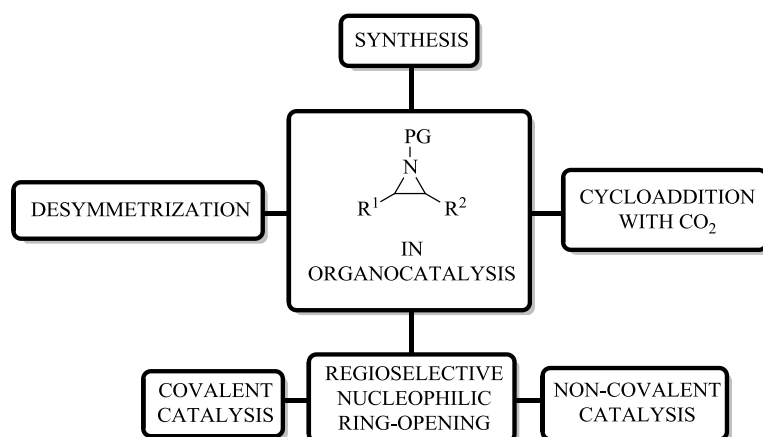 SYNTHESIS
PG
N
R¹
R²
IN
ORGANOCATALYSIS
DESYMMETRIZATION
CYCLOADDITION
WITH CO₂
COVALENT
CATALYSIS
REGIOSELECTIVE
NUCLEOPHILIC
RING-OPENING
NON-COVALENT
CATALYSIS